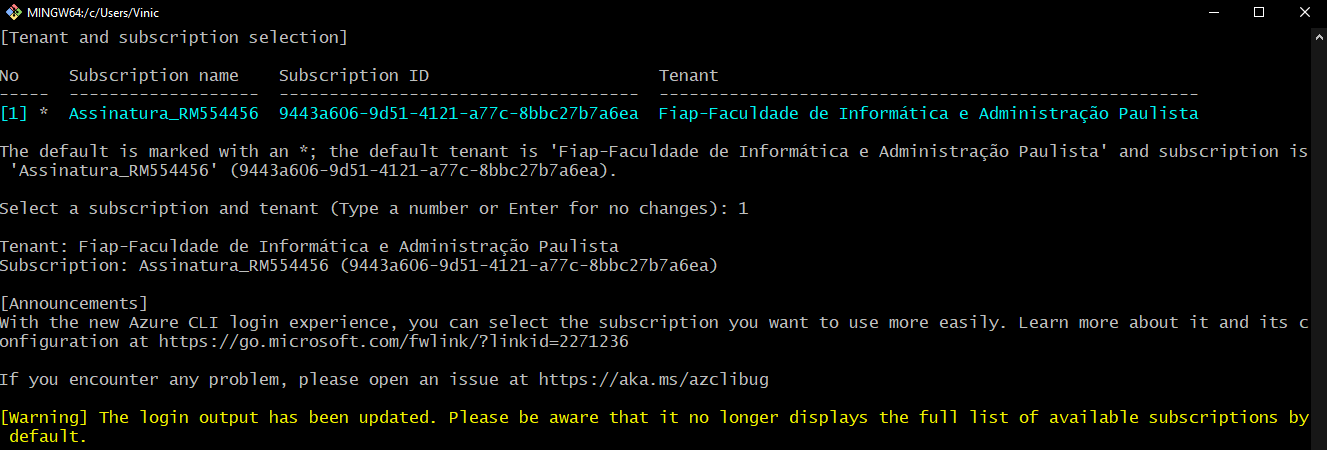 MINGW64:/c/Users/Vinic
[Tenant and subscription selection]
No     Subscription name    Subscription ID                       Tenant
-----  -------------------  ------------------------------------  ------------------------------------------------------
[1] *  Assinatura_RM554456  9443a606-9d51-4121-a77c-8bbc27b7a6ea  Fiap-Faculdade de Informática e Administração Paulista
The default is marked with an *; the default tenant is 'Fiap-Faculdade de Informática e Administração Paulista' and subscription is
 'Assinatura_RM554456' (9443a606-9d51-4121-a77c-8bbc27b7a6ea).
Select a subscription and tenant (Type a number or Enter for no changes): 1
Tenant: Fiap-Faculdade de Informática e Administração Paulista
Subscription: Assinatura_RM554456 (9443a606-9d51-4121-a77c-8bbc27b7a6ea)
[Announcements]
With the new Azure CLI login experience, you can select the subscription you want to use more easily. Learn more about it and its c
onfiguration at https://go.microsoft.com/fwlink/?linkid=2271236
If you encounter any problem, please open an issue at https://aka.ms/azclibug
[Warning] The login output has been updated. Please be aware that it no longer displays the full list of available subscriptions by
 default.